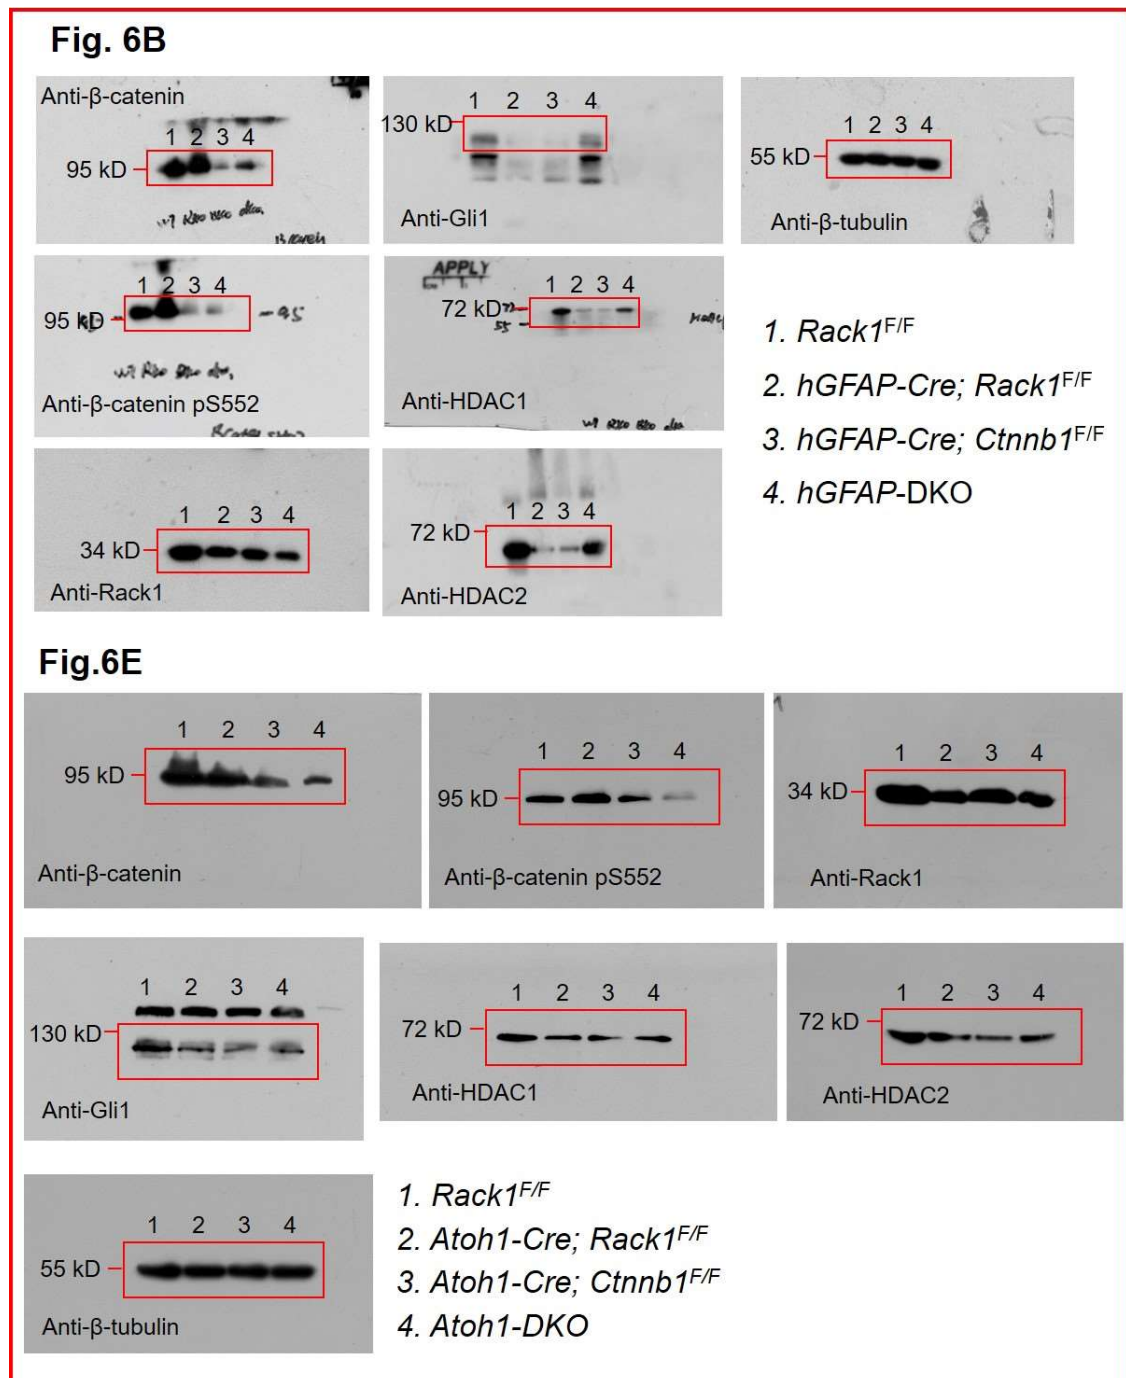 Fig. 6B
Anti-β-catenin
1 2 3 4
95 kD
1 2 3 4
130 kD
Anti-Gli1
1 2 3 4
55 kD
Anti-β-tubulin
1 2 3 4
95 kD
-95
Anti-β-catenin pS552
APPLY
1 2 3 4
72 kD
72
55
Anti-HDAC1
1. Rack1F/F
2. hGFAP-Cre; Rack1F/F
3. hGFAP-Cre; Ctnnb1F/F
4. hGFAP-DKO
1 2 3 4
34 kD
Anti-Rack1
1 2 3 4
72 kD
Anti-HDAC2
Fig.6E
1 2 3 4
95 kD
Anti-β-catenin
1 2 3 4
95 kD
Anti-β-catenin pS552
1 2 3 4
34 kD
Anti-Rack1
1 2 3 4
130 kD
Anti-Gli1
1 2 3 4
72 kD
Anti-HDAC1
1 2 3 4
72 kD
Anti-HDAC2
1 2 3 4
55 kD
Anti-β-tubulin
1. Rack1F/F
2. Atoh1-Cre; Rack1F/F
3. Atoh1-Cre; Ctnnb1F/F
4. Atoh1-DKO